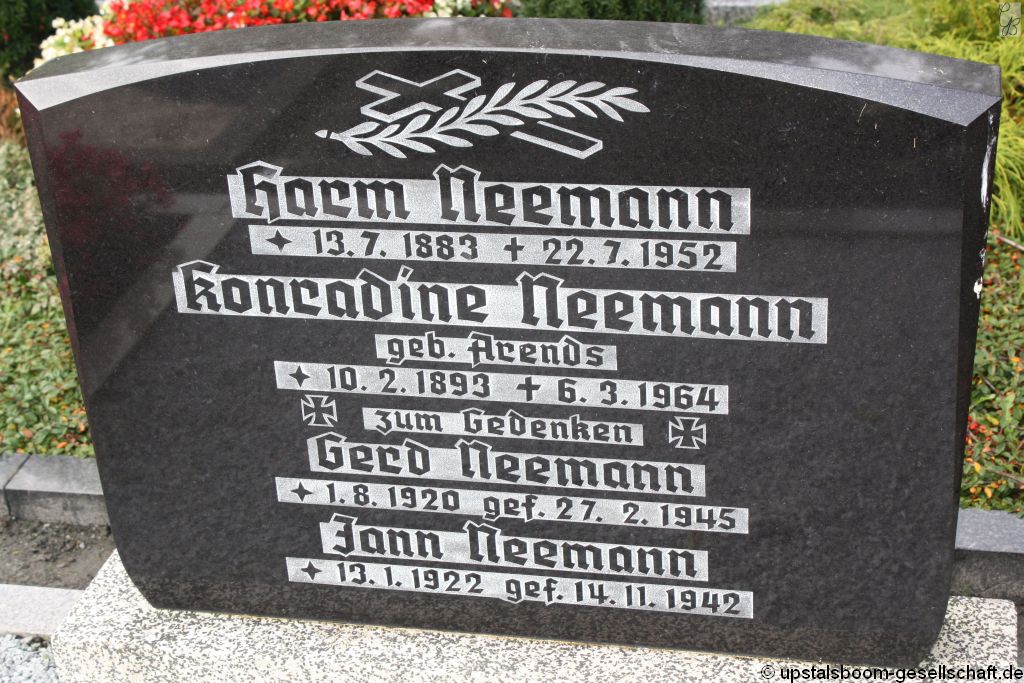 Harm Neemann
✦ 13. 7. 1883 ✝ 22. 7. 1952
Konradine Neemann
geb. Arends
✦ 10. 2. 1893 ✝ 6. 3. 1964
zum Gedenken
Gerd Neemann
✦ 1. 8. 1920 gef. 27. 2. 1945
Jann Neemann
✦ 13. 1. 1922 gef. 14. 11. 1942
© upstalsboom-gesellschaft.de